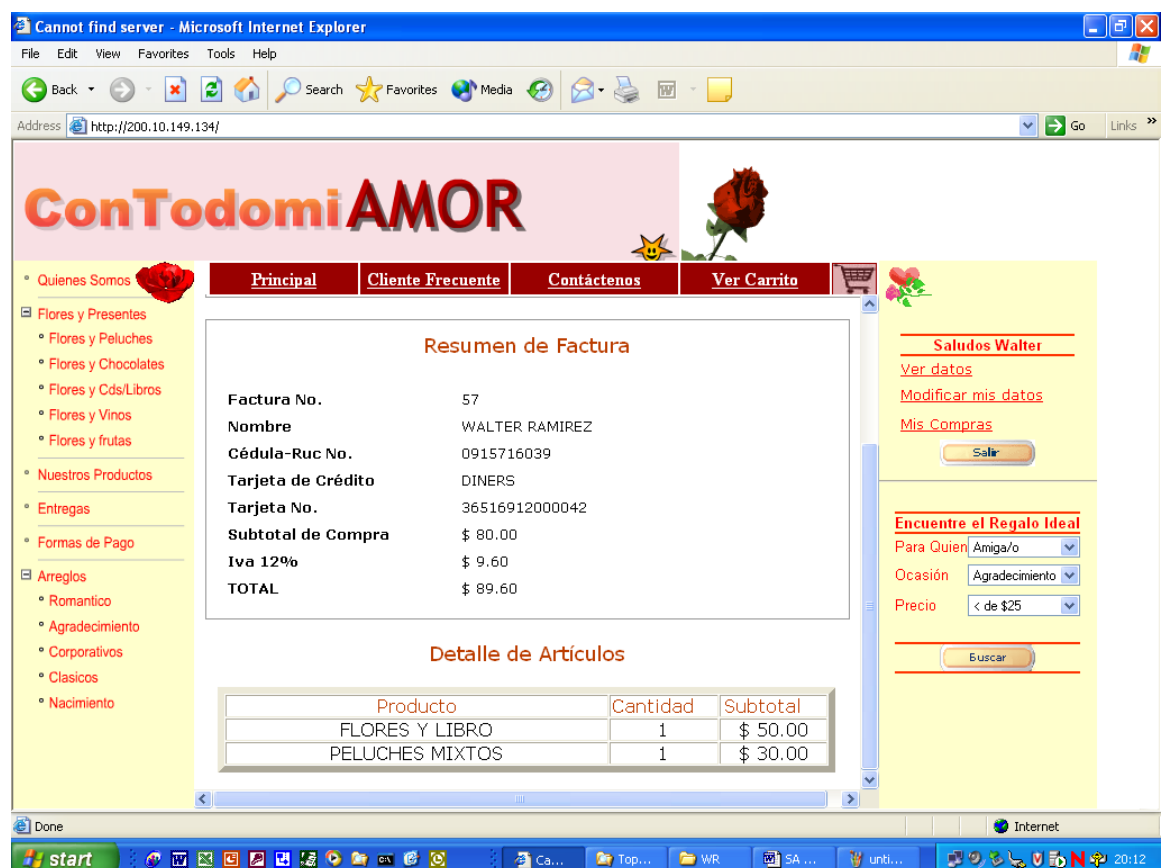 Cannot find server - Microsoft Internet Explorer
File Edit View Favorites Tools Help
Back Search Favorites Media
Address http://200.10.149.134/ Go Links »
ConTodomiAMOR
Principal Cliente Frecuente Contáctenos Ver Carrito
Quienes Somos
Flores y Presentes
Flores y Peluches
Flores y Chocolates
Flores y Cds/Libros
Flores y Vinos
Flores y frutas
Nuestros Productos
Entregas
Formas de Pago
Arreglos
Romantico
Agradecimiento
Corporativos
Clasicos
Nacimiento
Resumen de Factura
Factura No. 57
Nombre WALTER RAMIREZ
Cédula-Ruc No. 0915716039
Tarjeta de Crédito DINERS
Tarjeta No. 36516912000042
Subtotal de Compra $ 80.00
Iva 12% $ 9.60
TOTAL $ 89.60
Detalle de Artículos
Producto Cantidad Subtotal
FLORES Y LIBRO 1 $ 50.00
PELUCHES MIXTOS 1 $ 30.00
Saludos Walter
Ver datos
Modificar mis datos
Mis Compras
Salir
Encuentre el Regalo Ideal
Para Quien Amiga/o
Ocasión Agradecimiento
Precio < de $25
Buscar
Done Internet
start Ca... Top... WR SA ... unti... 20:12